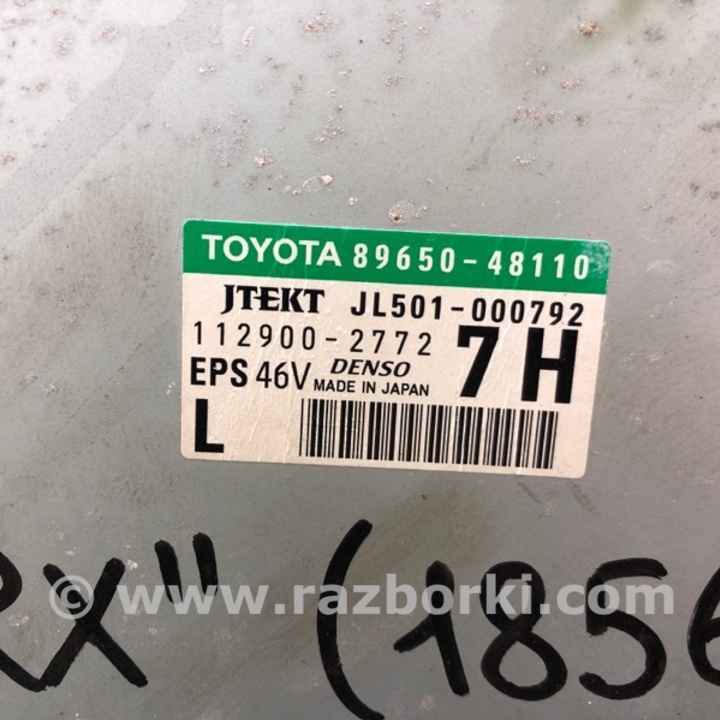 TOYOTA 89650-48110
JTEKT JL501-000792
112900-2772 7H
EPS 46V DENSO
MADE IN JAPAN
L
RX" (1856
© www.razborki.com